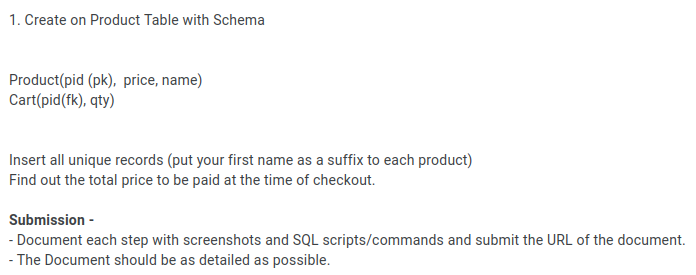 1. Create on Product Table with Schema
Product(pid (pk), price, name)
Cart(pid(fk), qty)
Insert all unique records (put your first name as a suffix to each product)
Find out the total price to be paid at the time of checkout.
Submission -
- Document each step with screenshots and SQL scripts/commands and submit the URL of the document.
- The Document should be as detailed as possible.